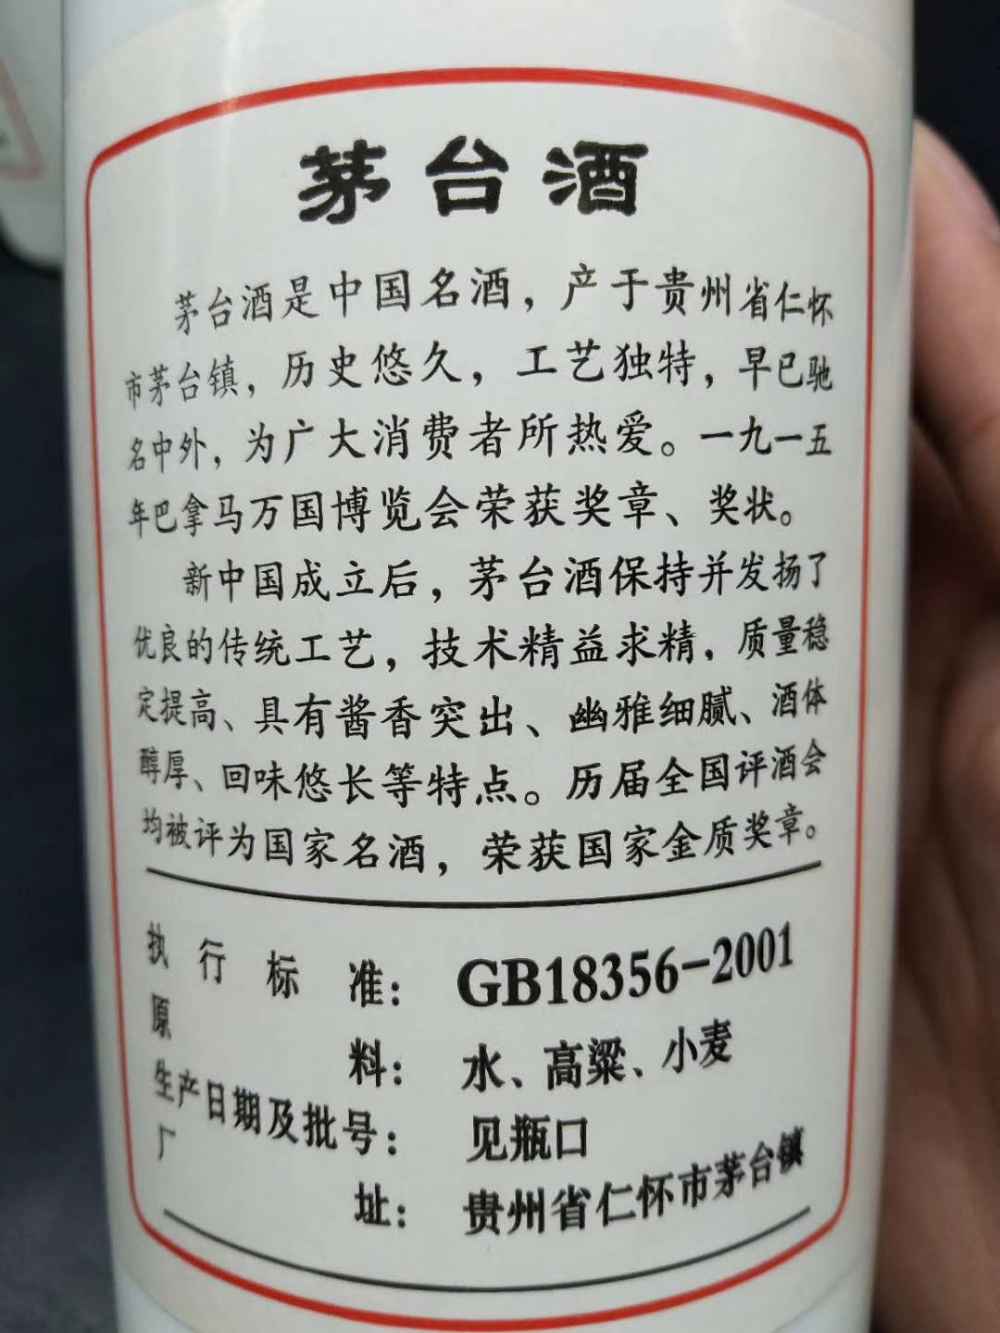 茅台酒
茅台酒是中国名酒，产于贵州省仁怀
市茅台镇，历史悠久，工艺独特，早已驰
名中外，为广大消费者所热爱。一九一五
年巴拿马万国博览会荣获奖章、奖状。
新中国成立后，茅台酒保持并发扬了
优良的传统工艺，技术精益求精，质量稳
定提高、具有酱香突出、幽雅细腻、酒体
醇厚、回味悠长等特点。历届全国评酒会
均被评为国家名酒，荣获国家金质奖章。
执行标准：GB18356-2001
原料：水、高粱、小麦
生产日期及批号：见瓶口
厂址：贵州省仁怀市茅台镇